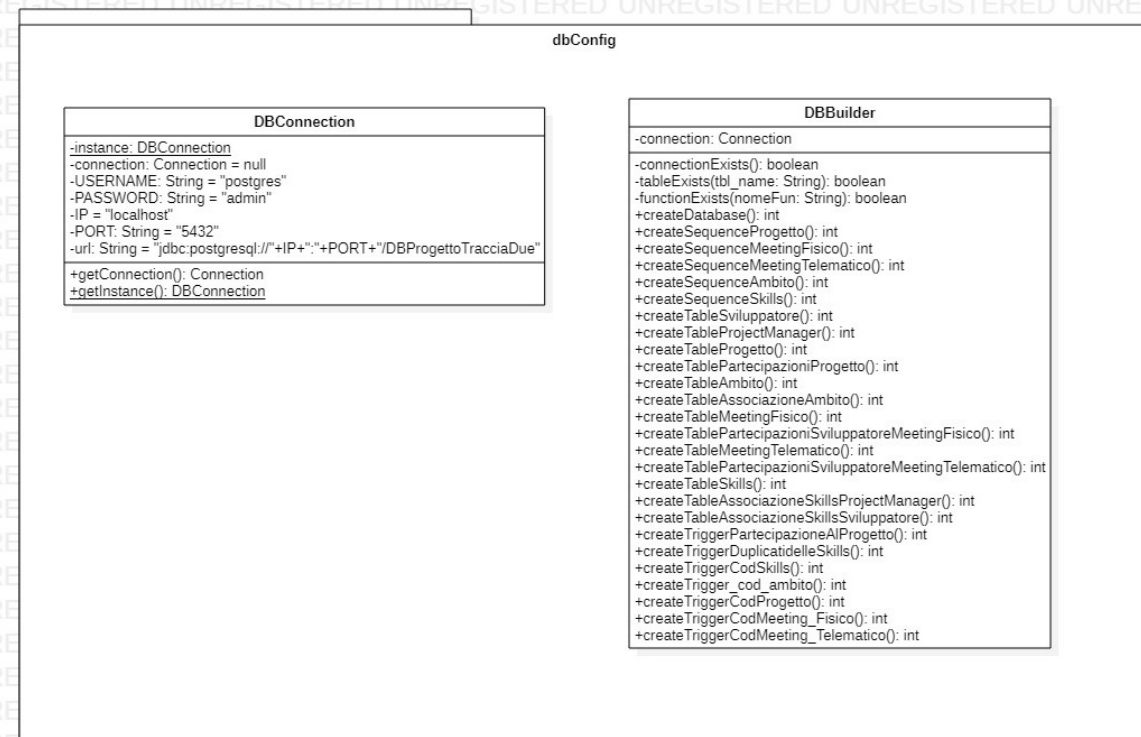 GISTERED UNREGISTERED UNREGISTERED UNRE
dbConfig
DBConnection
-instance: DBConnection
-connection: Connection = null
-USERNAME: String = "postgres"
-PASSWORD: String = "admin"
-IP = "localhost"
-PORT: String = "5432"
-url: String = "jdbc:postgresql://"+IP+":"+PORT+"/DBProgettoTracciaDue"
+getConnection(): Connection
+getInstance(): DBConnection
DBBuilder
-connection: Connection
-connectionExists(): boolean
-tableExists(tbl_name: String): boolean
-functionExists(nomeFun: String): boolean
+createDatabase(): int
+createSequenceProgetto(): int
+createSequenceMeetingFisico(): int
+createSequenceMeetingTelematico(): int
+createSequenceAmbito(): int
+createSequenceSkills(): int
+createTableSviluppatore(): int
+createTableProjectManager(): int
+createTableProgetto(): int
+createTablePartecipazioniProgetto(): int
+createTableAmbito(): int
+createTableAssociazioneAmbito(): int
+createTableMeetingFisico(): int
+createTablePartecipazioniSviluppatoreMeetingFisico(): int
+createTableMeetingTelematico(): int
+createTablePartecipazioniSviluppatoreMeetingTelematico(): int
+createTableSkills(): int
+createTableAssociazioneSkillsProjectManager(): int
+createTableAssociazioneSkillsSviluppatore(): int
+createTriggerPartecipazioneAlProgetto(): int
+createTriggerDuplicatidelleSkills(): int
+createTriggerCodSkills(): int
+createTrigger_cod_ambito(): int
+createTriggerCodProgetto(): int
+createTriggerCodMeeting_Fisico(): int
+createTriggerCodMeeting_Telematico(): int